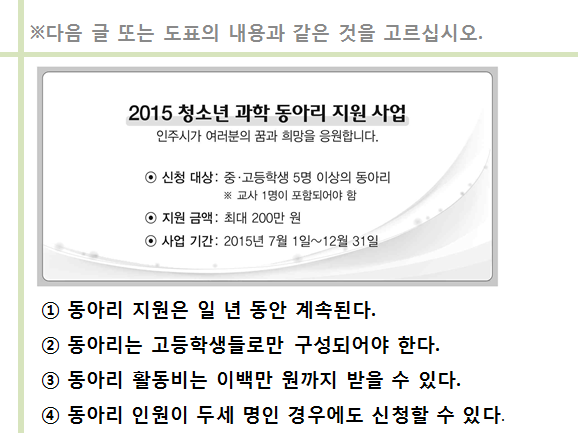 ※다음 글 또는 도표의 내용과 같은 것을 고르십시오.
2015 청소년 과학 동아리 지원 사업
인주시가 여러분의 꿈과 희망을 응원합니다.
⊙ 신청 대상: 중·고등학생 5명 이상의 동아리
※ 교사 1명이 포함되어야 함
⊙ 지원 금액: 최대 200만 원
⊙ 사업 기간: 2015년 7월 1일~12월 31일
① 동아리 지원은 일 년 동안 계속된다.
② 동아리는 고등학생들로만 구성되어야 한다.
③ 동아리 활동비는 이백만 원까지 받을 수 있다.
④ 동아리 인원이 두세 명인 경우에도 신청할 수 있다.